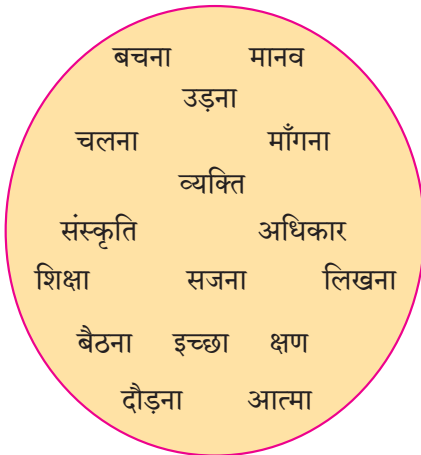 बचना मानव
उड़ना
चलना माँगना
व्यक्ति
संस्कृति अधिकार
शिक्षा सजना लिखना
बैठना इच्छा क्षण
दौड़ना आत्मा